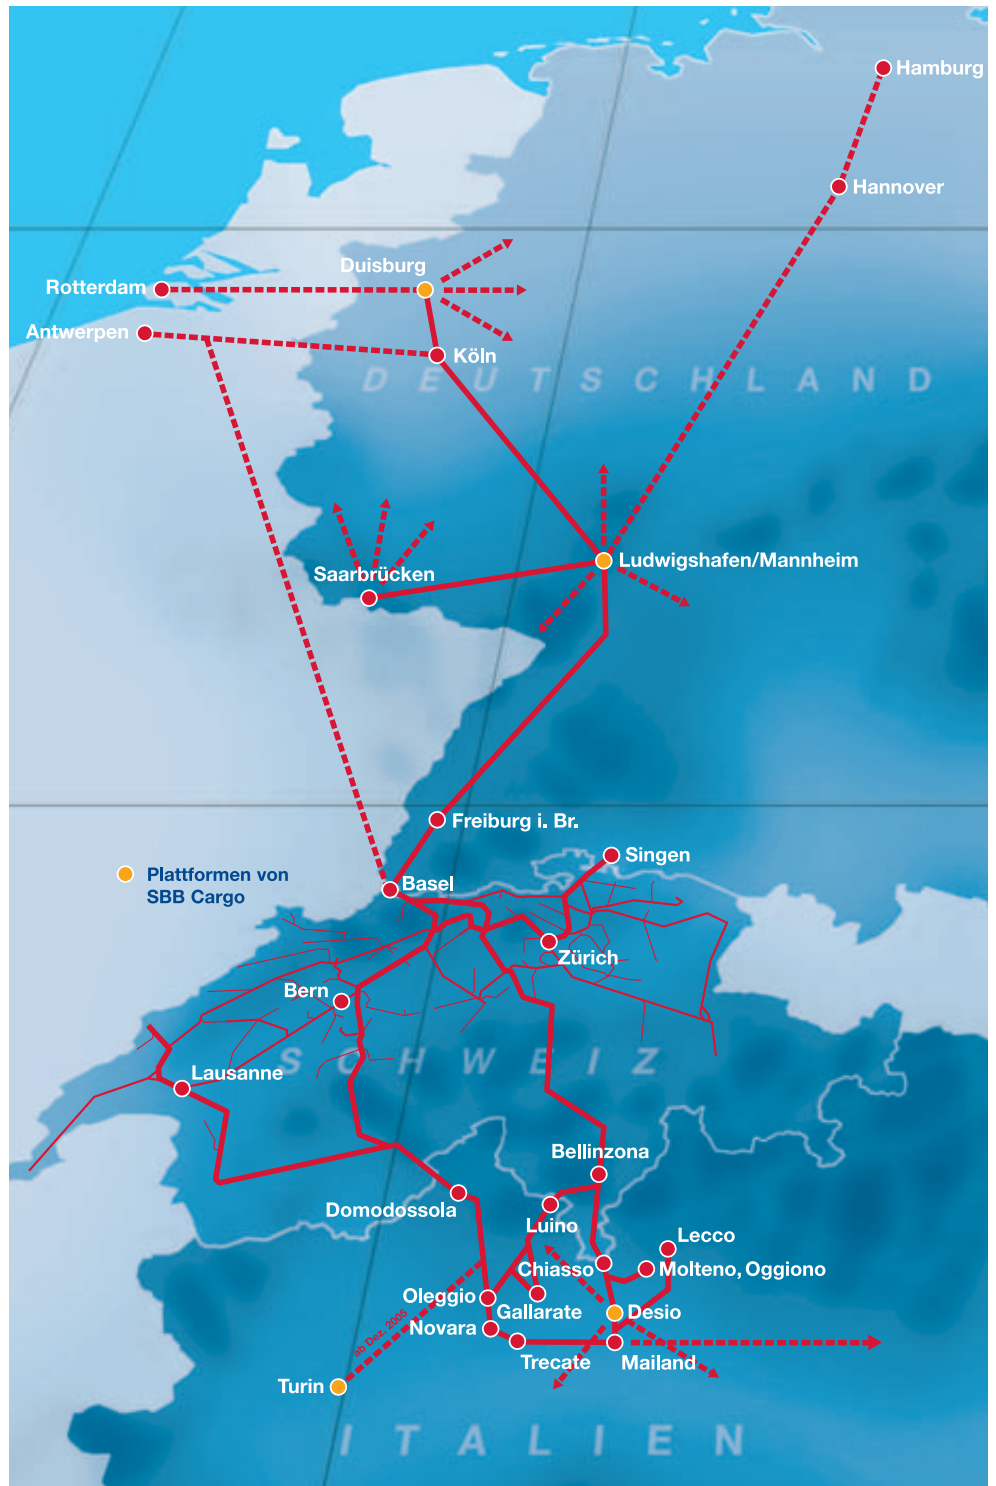 Hamburg
Hannover
Duisburg
Rotterdam
Antwerpen
Köln
DEUTSCHLAND
Ludwigshafen/Mannheim
Saarbrücken
Freiburg i. Br.
Singen
Plattformen von
SBB Cargo
Basel
Zürich
Bern
SCHWEIZ
Lausanne
Bellinzona
Domodossola
Luino
Lecco
Chiasso
Molteno, Oggiono
Oleggio
Gallarate
Desio
Novara
ab Dez. 2005
Trecate
Mailand
Turin
ITALIEN